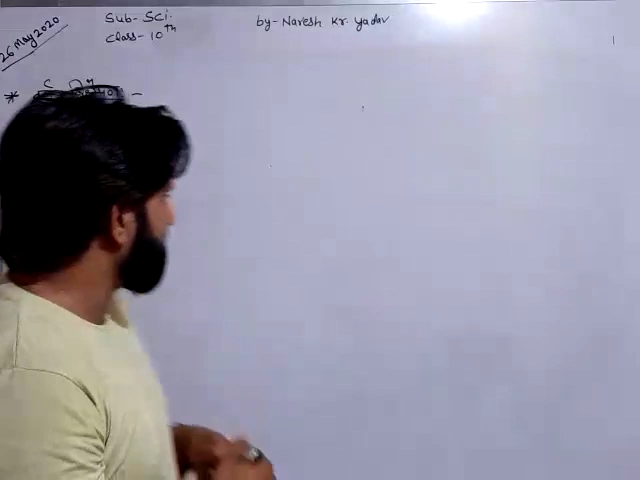 26 May 2020
Sub- Sci.
Class- 10th
by- Naresh Kr. Yadav
*